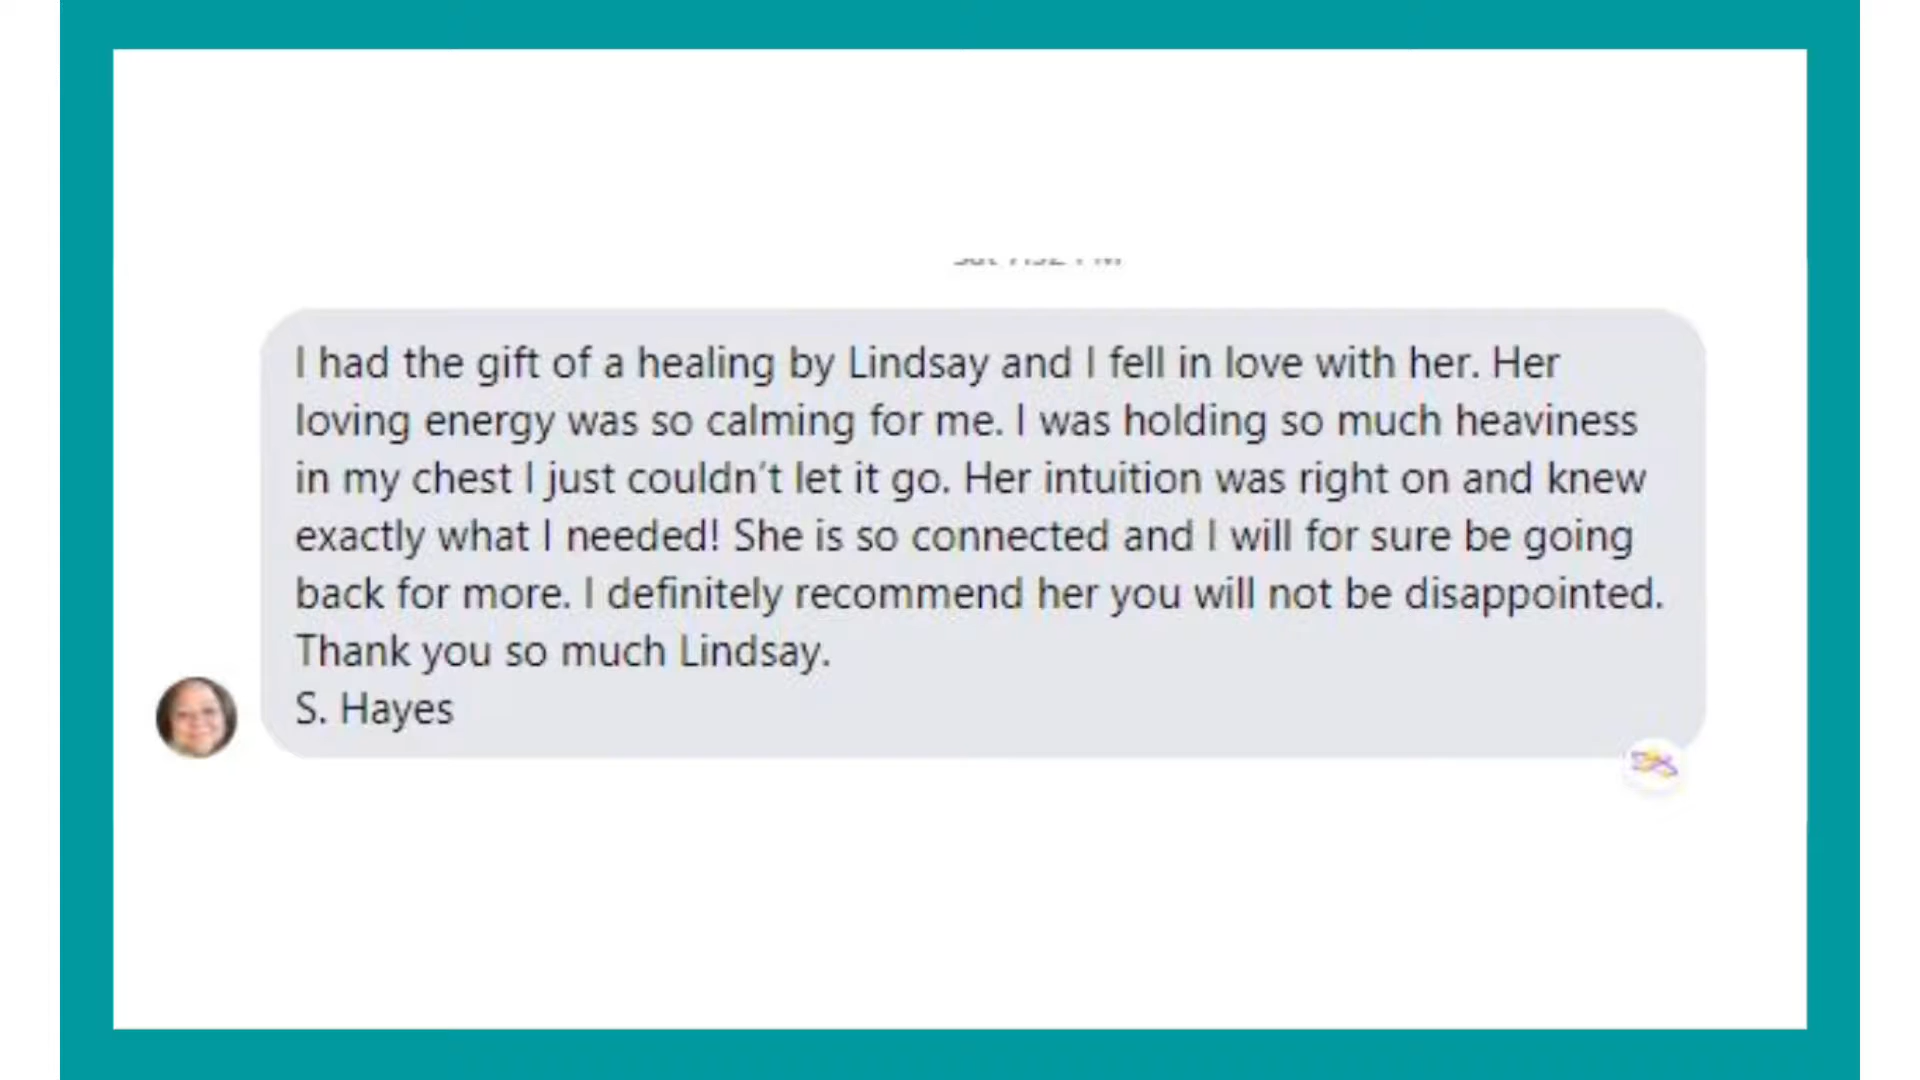 I had the gift of a healing by Lindsay and I fell in love with her. Her
loving energy was so calming for me. I was holding so much heaviness
in my chest I just couldn't let it go. Her intuition was right on and knew
exactly what I needed! She is so connected and I will for sure be going
back for more. I definitely recommend her you will not be disappointed.
Thank you so much Lindsay.
S. Hayes